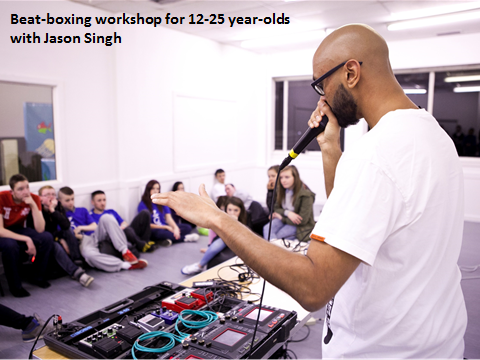 Beat-boxing workshop for 12-25 year-olds
with Jason Singh